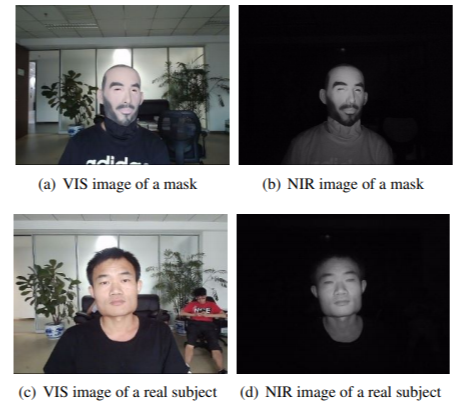 adidas
(a) VIS image of a mask
(b) NIR image of a mask
(c) VIS image of a real subject
(d) NIR image of a real subject